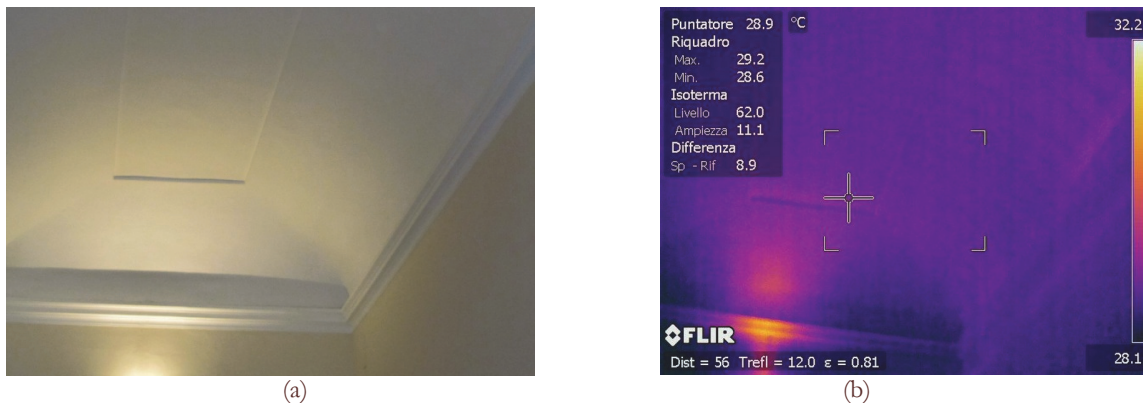 Puntatore 28.9 °C
Riquadro
Max. 29.2
Min. 28.6
Isoterma
Livello 62.0
Ampiezza 11.1
Differenza
Sp - Rif 8.9
32.2
FLIR
28.1
Dist = 56 Trefl = 12.0 ε = 0.81
(a) (b)